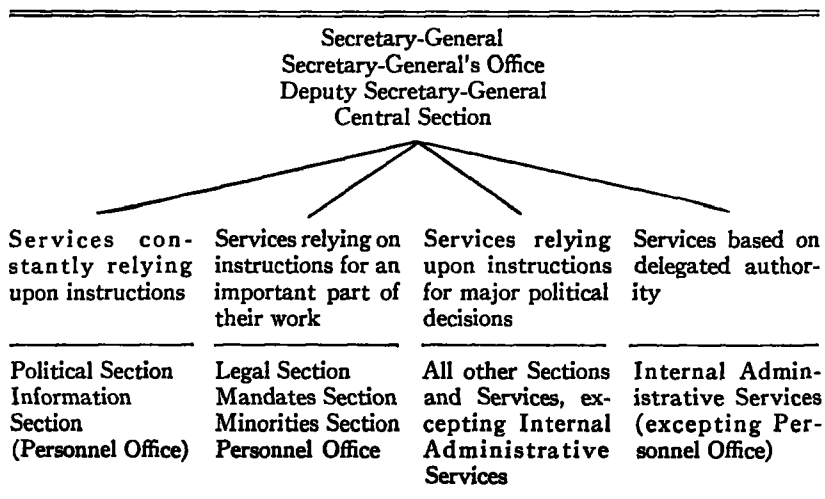 Secretary-General
Secretary-General's Office
Deputy Secretary-General
Central Section
Services con-
stantly relying
upon instructions
Services relying on
instructions for an
important part of
their work
Services relying
upon instructions
for major political
decisions
Services based on
delegated author-
ity
Political Section
Information
Section
(Personnel Office)
Legal Section
Mandates Section
Minorities Section
Personnel Office
All other Sections
and Services, ex-
cepting Internal
Administrative
Services
Internal Admin-
istrative Services
(excepting Per-
sonnel Office)